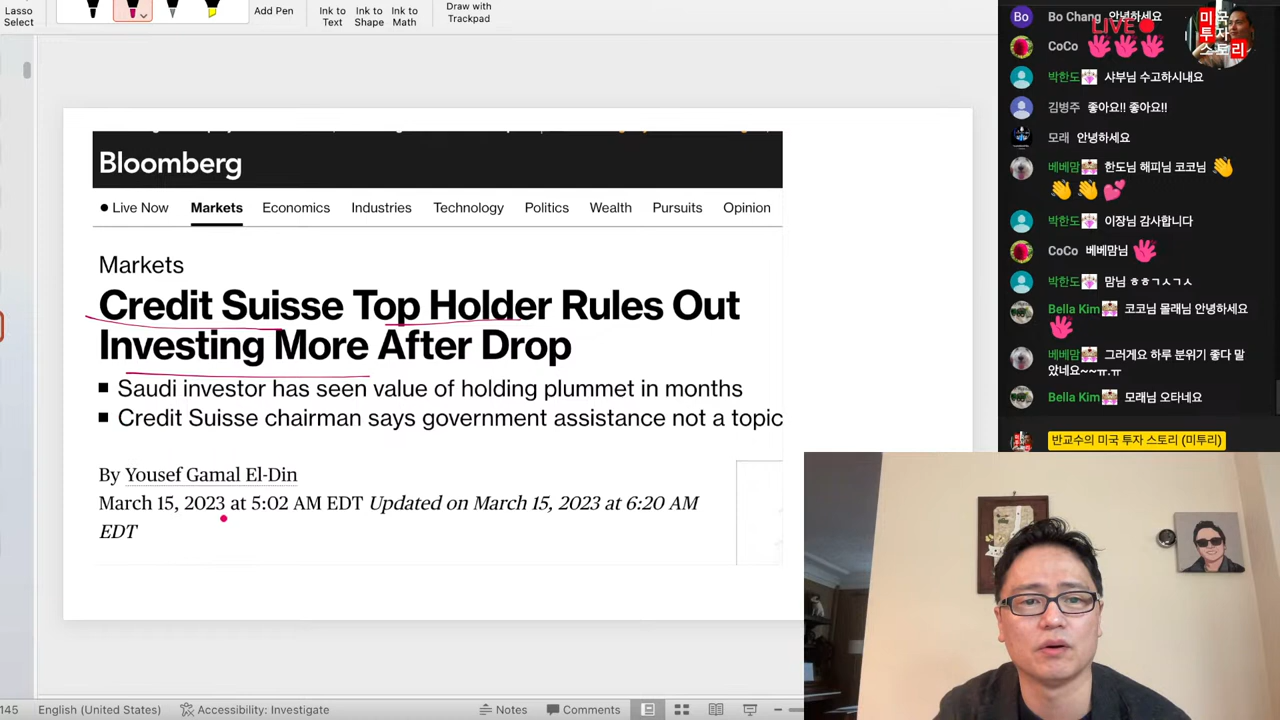 Lasso
Select
Add Pen
Ink to
Text
Ink to
Shape
Ink to
Math
Draw with
Trackpad
Bloomberg
Live Now Markets Economics Industries Technology Politics Wealth Pursuits Opinion
Markets
Credit Suisse Top Holder Rules Out
Investing More After Drop
Saudi investor has seen value of holding plummet in months
Credit Suisse chairman says government assistance not a topic
By Yousef Gamal El-Din
March 15, 2023 at 5:02 AM EDT Updated on March 15, 2023 at 6:20 AM
EDT
145 English (United States) Accessibility: Investigate Notes Comments
Bo Bo Chang 안녕하세요
LIVE
미국
투자
스토리
CoCo
박한도 샤부님 수고하시내요
김병주 좋아요!! 좋아요!!
모래 안녕하세요
베베맘 한도님 해피님 코코님
박한도 이장님 감사합니다
CoCo 베베맘님
박한도 맘님 ㅎㅎㄱㅅㄱㅅ
Bella Kim 코코님 몰래님 안녕하세요
베베맘 그러게요 하루 분위기 좋다 말
았네요~~ㅠ.ㅠ
Bella Kim 모래님 오타네요
반교수의 미국 투자 스토리 (미투리)